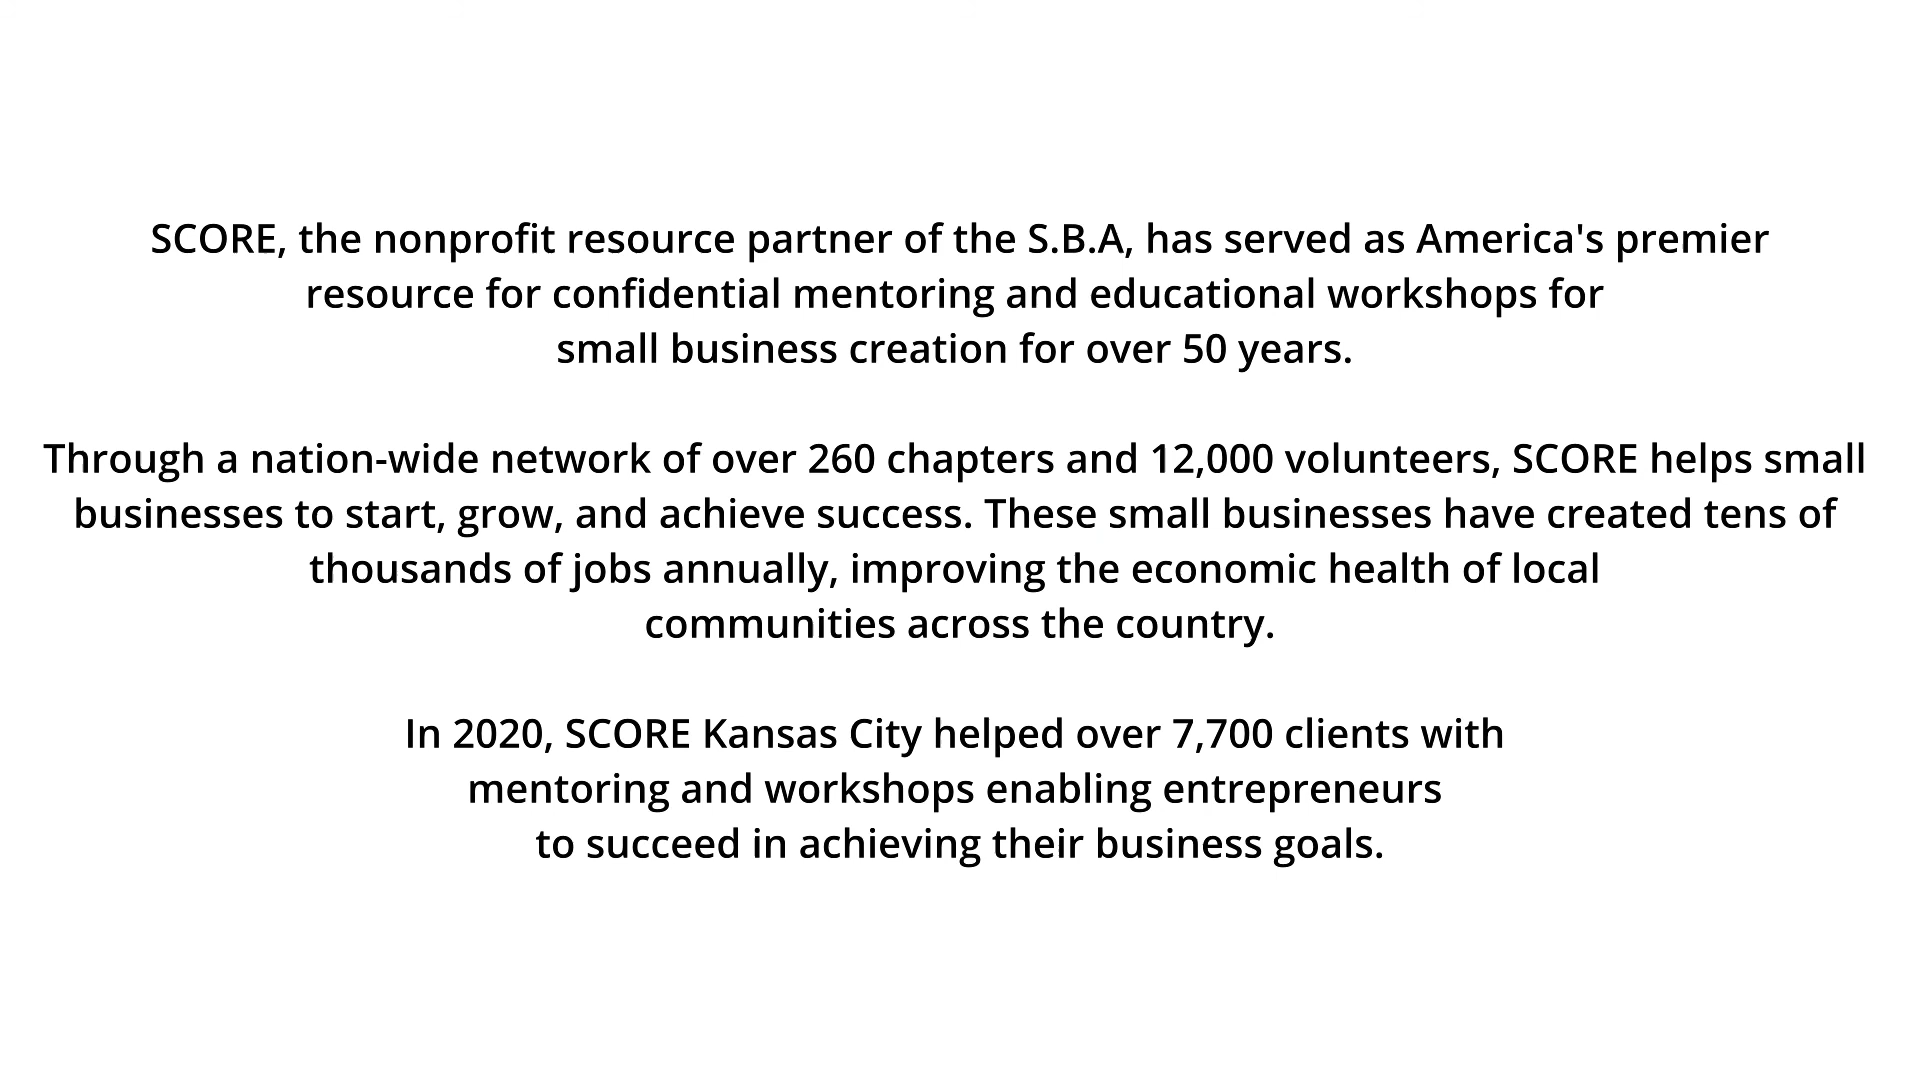 SCORE, the nonprofit resource partner of the S.B.A, has served as America's premier
resource for confidential mentoring and educational workshops for
small business creation for over 50 years.
Through a nation-wide network of over 260 chapters and 12,000 volunteers, SCORE helps small
businesses to start, grow, and achieve success. These small businesses have created tens of
thousands of jobs annually, improving the economic health of local
communities across the country.
In 2020, SCORE Kansas City helped over 7,700 clients with
mentoring and workshops enabling entrepreneurs
to succeed in achieving their business goals.